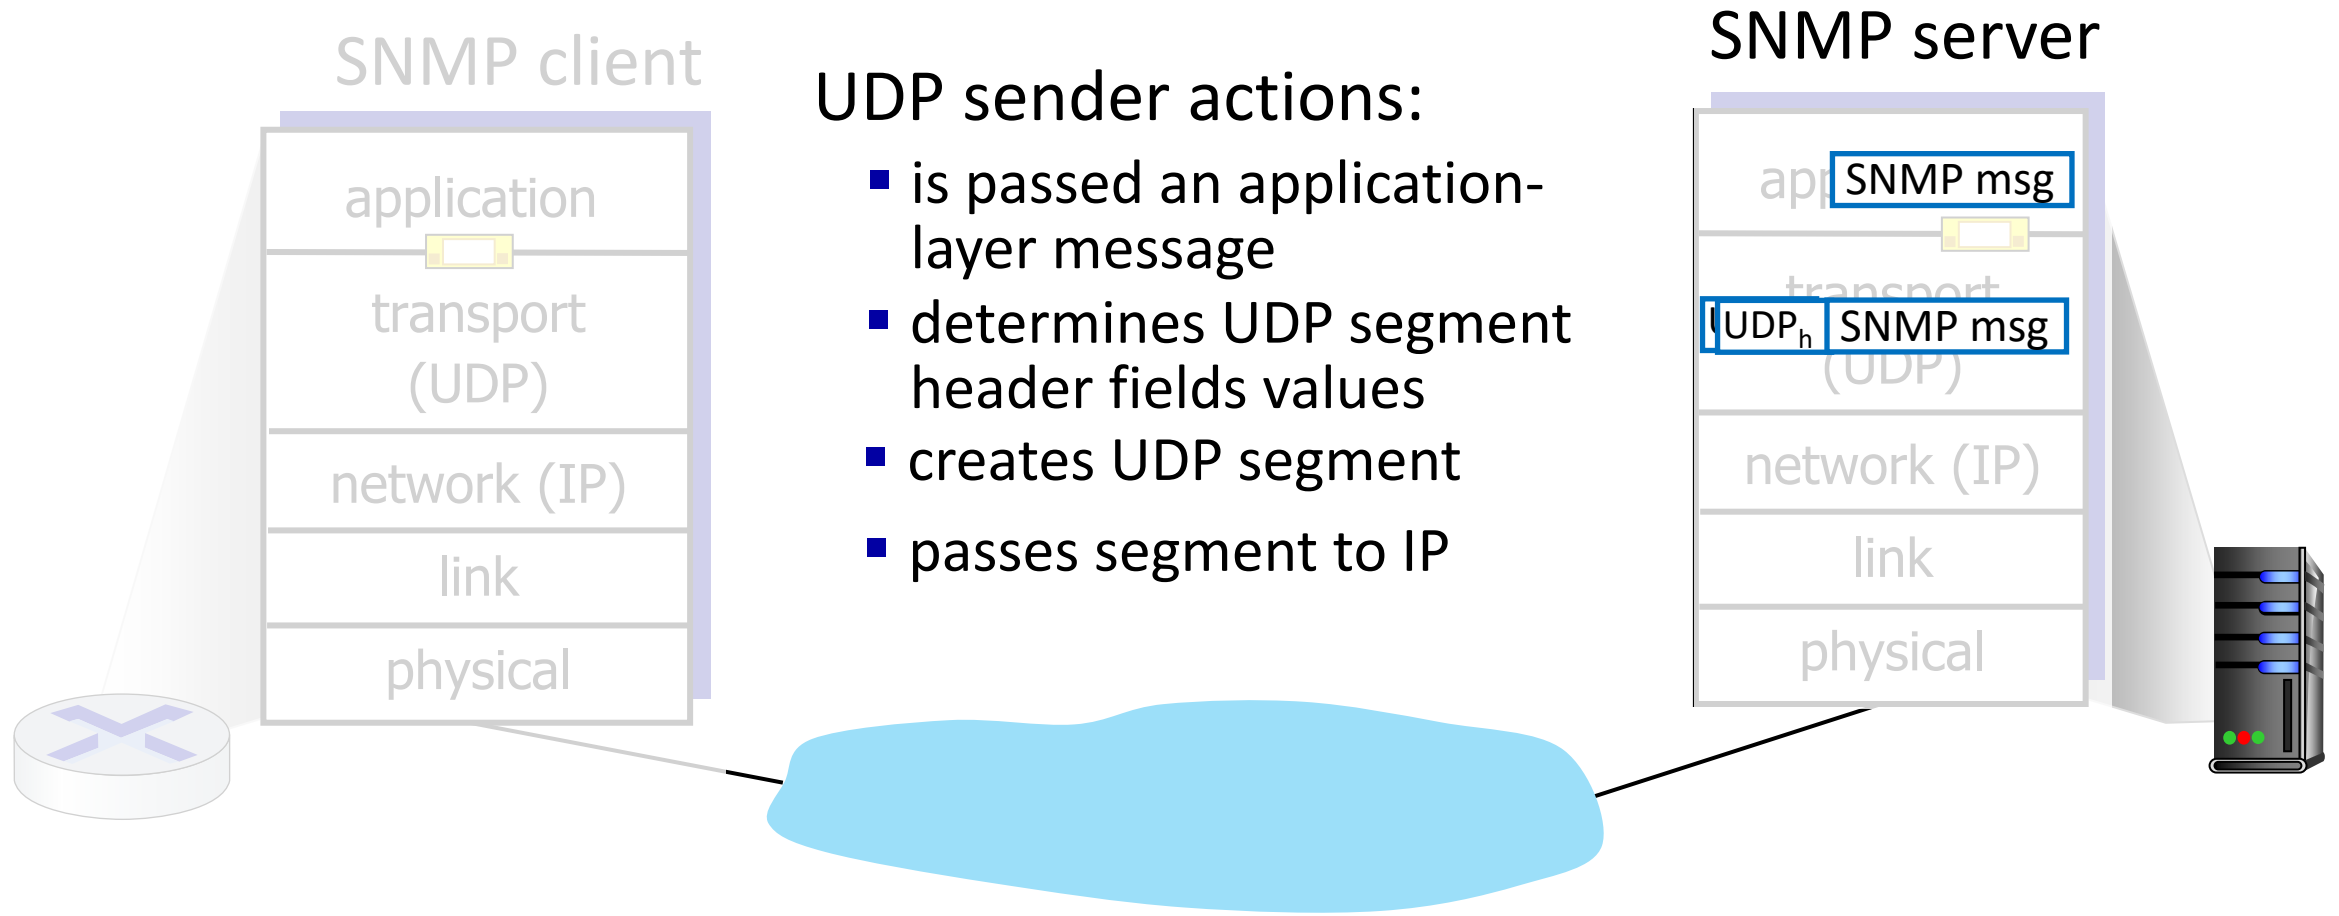 SNMP client
application
transport
(UDP)
network (IP)
link
physical
UDP sender actions:
is passed an application-
layer message
determines UDP segment
header fields values
creates UDP segment
passes segment to IP
SNMP server
SNMP msg
transport
UDPh SNMP msg
(UDP)
network (IP)
link
physical